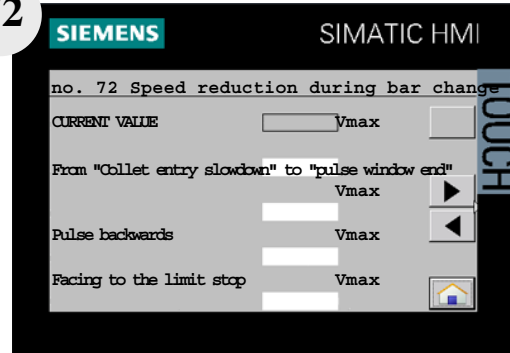 2
SIEMENS
SIMATIC HMI
TOUCH
no. 72 Speed reduction during bar change
CURRENT VALUE Vmax
From "Collet entry slowdown" to "pulse window end"
Vmax
Pulse backwards Vmax
Facing to the limit stop Vmax